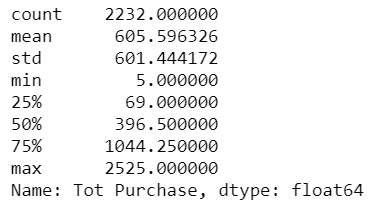 count 2232.000000
mean 605.596326
std 601.444172
min 5.000000
25% 69.000000
50% 396.500000
75% 1044.250000
max 2525.000000
Name: Tot Purchase, dtype: float64